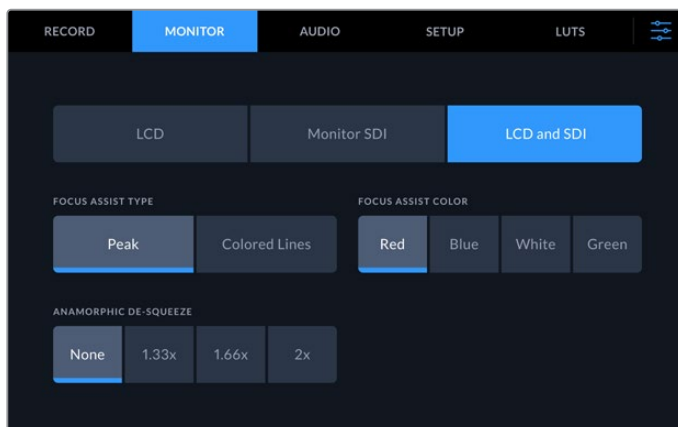 RECORD MONITOR AUDIO SETUP LUTS
LCD Monitor SDI LCD and SDI
FOCUS ASSIST TYPE FOCUS ASSIST COLOR
Peak Colored Lines Red Blue White Green
ANAMORPHIC DE-SQUEEZE
None 1.33x 1.66x 2x